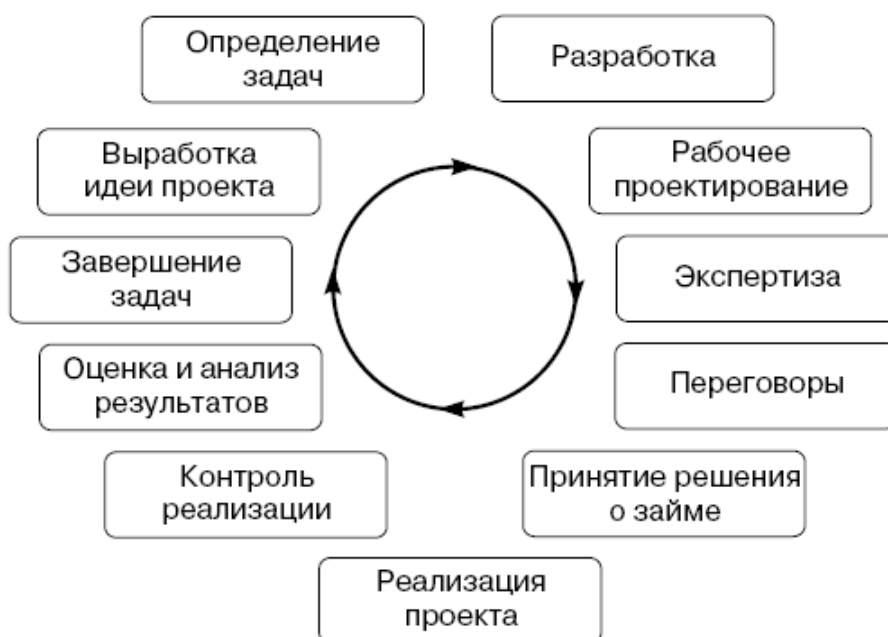 Определение
задач
Разработка
Выработка
идеи проекта
Рабочее
проектирование
Завершение
задач
Экспертиза
Оценка и анализ
результатов
Переговоры
Контроль
реализации
Принятие решения
о займе
Реализация
проекта